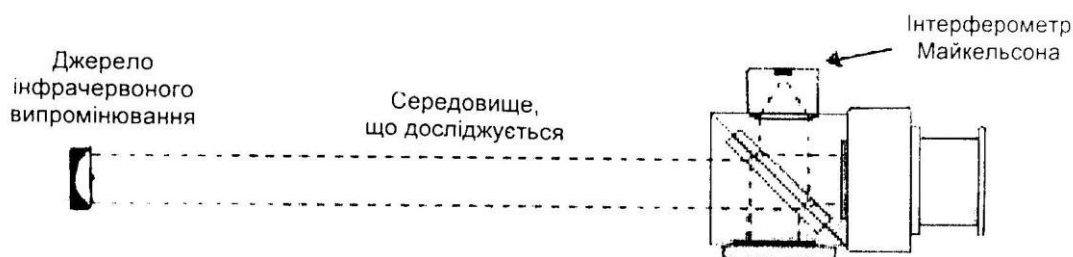 Джерело
інфрачервоного
випромінювання
Середовище,
що досліджується
Інтерферометр
Майкельсона